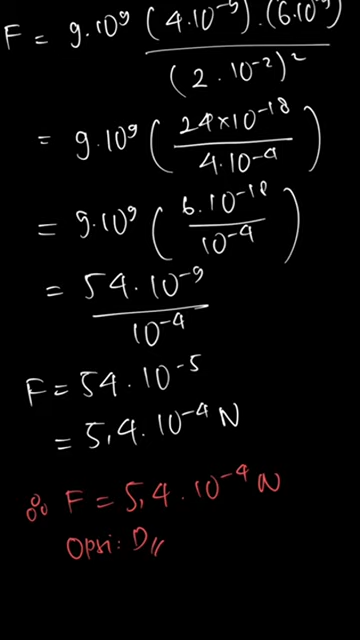 F = 9.10⁹ (4.10⁻⁹).(6.10⁻⁹) / (2.10⁻²)²
= 9.10⁹ (24×10⁻¹⁸ / 4.10⁻⁴)
= 9.10⁹ (6.10⁻¹⁸ / 10⁻⁴)
= 54.10⁻⁹ / 10⁻⁴
F = 54.10⁻⁵
= 5,4.10⁻⁴ N
∴ F = 5,4.10⁻⁴ N
Opsi: D//